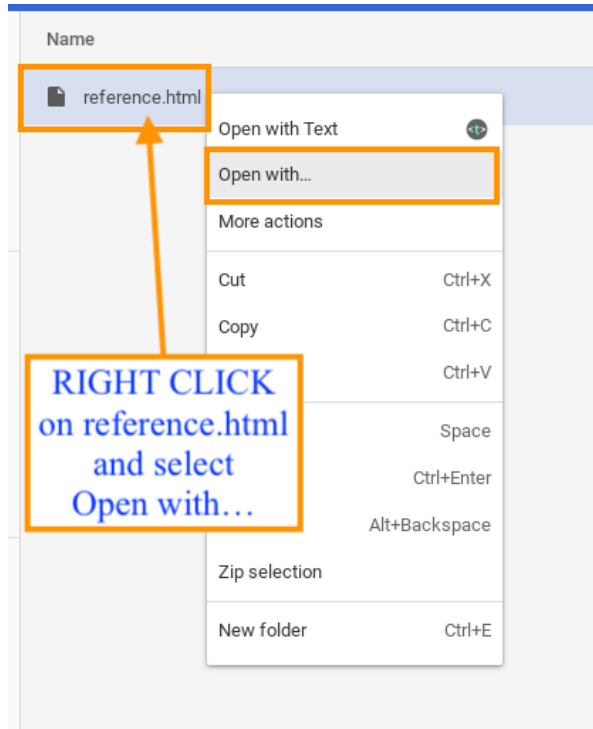 Name
reference.html
Open with Text <t>
Open with...
More actions
Cut Ctrl+X
Copy Ctrl+C
Ctrl+V
Space
Ctrl+Enter
Alt+Backspace
Zip selection
New folder Ctrl+E
RIGHT CLICK
on reference.html
and select
Open with…